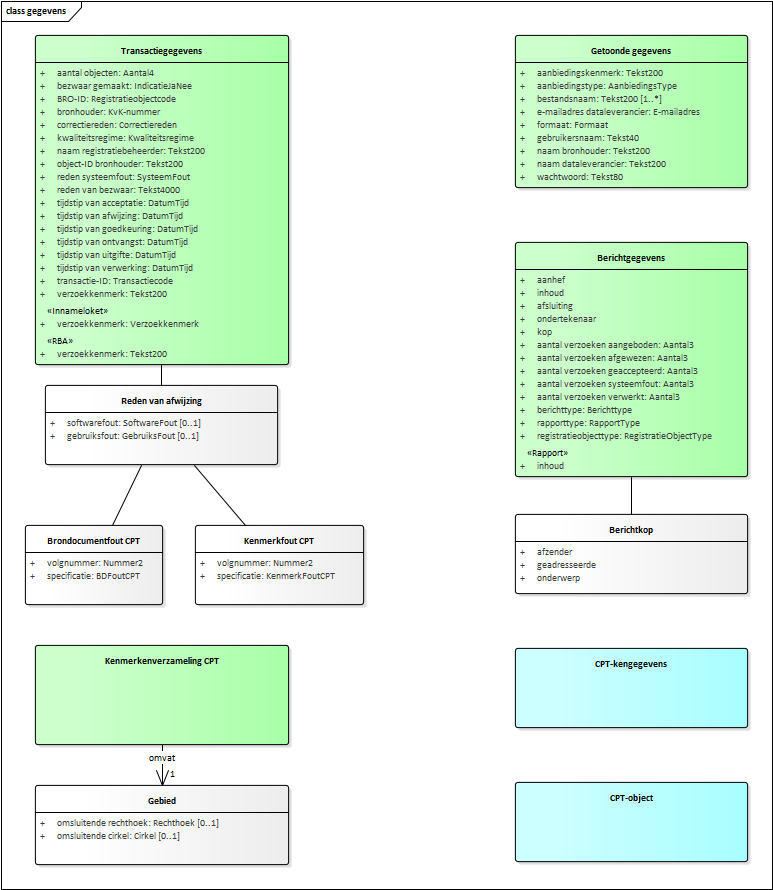 class gegevens
Transactiegegevens
+ aantal objecten: Aantal4
+ bezwaar gemaakt: IndicatieJaNee
+ BRO-ID: Registratieobjectcode
+ bronhouder: KvK-nummer
+ correctiereden: Correctiereden
+ kwaliteitsregime: Kwaliteitsregime
+ naam registratiebeheerder: Tekst200
+ object-ID bronhouder: Tekst200
+ reden systeemfout: SysteemFout
+ reden van bezwaar: Tekst4000
+ tijdstip van acceptatie: DatumTijd
+ tijdstip van afwijzing: DatumTijd
+ tijdstip van goedkeuring: DatumTijd
+ tijdstip van ontvangst: DatumTijd
+ tijdstip van uitgifte: DatumTijd
+ tijdstip van verwerking: DatumTijd
+ transactie-ID: Transactiecode
+ verzoekkenmerk: Tekst200
«Innameloket»
+ verzoekkenmerk: Verzoekkenmerk
«RBA»
+ verzoekkenmerk: Tekst200
Reden van afwijzing
+ softwarefout: SoftwareFout [0..1]
+ gebruiksfout: GebruiksFout [0..1]
Brondocumentfout CPT
+ volgnummer: Nummer2
+ specificatie: BDFoutCPT
Kenmerkfout CPT
+ volgnummer: Nummer2
+ specificatie: KenmerkFoutCPT
Kenmerkenverzameling CPT
omvat
1
Gebied
+ omsluitende rechthoek: Rechthoek [0..1]
+ omsluitende cirkel: Cirkel [0..1]
Getoonde gegevens
+ aanbiedingskenmerk: Tekst200
+ aanbiedingstype: AanbiedingsType
+ bestandsnaam: Tekst200 [1..*]
+ e-mailadres dataleverancier: E-mailadres
+ formaat: Formaat
+ gebruikersnaam: Tekst40
+ naam bronhouder: Tekst200
+ naam dataleverancier: Tekst200
+ wachtwoord: Tekst80
Berichtgegevens
+ aanhef
+ inhoud
+ afsluiting
+ ondertekenaar
+ kop
+ aantal verzoeken aangeboden: Aantal3
+ aantal verzoeken afgewezen: Aantal3
+ aantal verzoeken geaccepteerd: Aantal3
+ aantal verzoeken systeemfout: Aantal3
+ aantal verzoeken verwerkt: Aantal3
+ berichttype: Berichttype
+ rapporttype: RapportType
+ registratieobjecttype: RegistratieObjectType
«Rapport»
+ inhoud
Berichtkop
+ afzender
+ geadresseerde
+ onderwerp
CPT-kengegevens
CPT-object